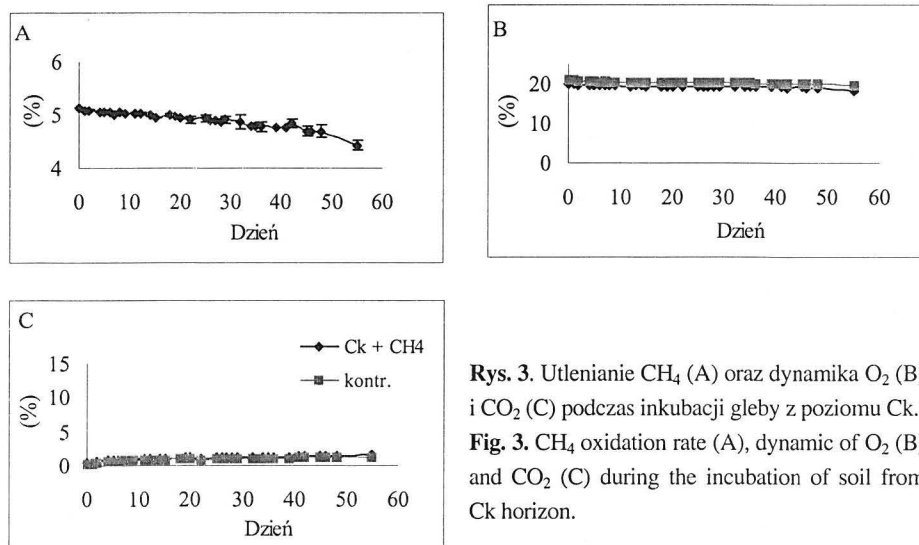 A
6
5
4
(%)
0 10 20 30 40 50 60
Dzień
B
20
10
0
(%)
0 10 20 30 40 50 60
Dzień
C
15
10
5
0
(%)
Ck + CH4
kontr.
0 10 20 30 40 50 60
Dzień
Rys. 3. Utlenianie CH₄ (A) oraz dynamika O₂ (B
i CO₂ (C) podczas inkubacji gleby z poziomu Ck.
Fig. 3. CH₄ oxidation rate (A), dynamic of O₂ (B
and CO₂ (C) during the incubation of soil from
Ck horizon.